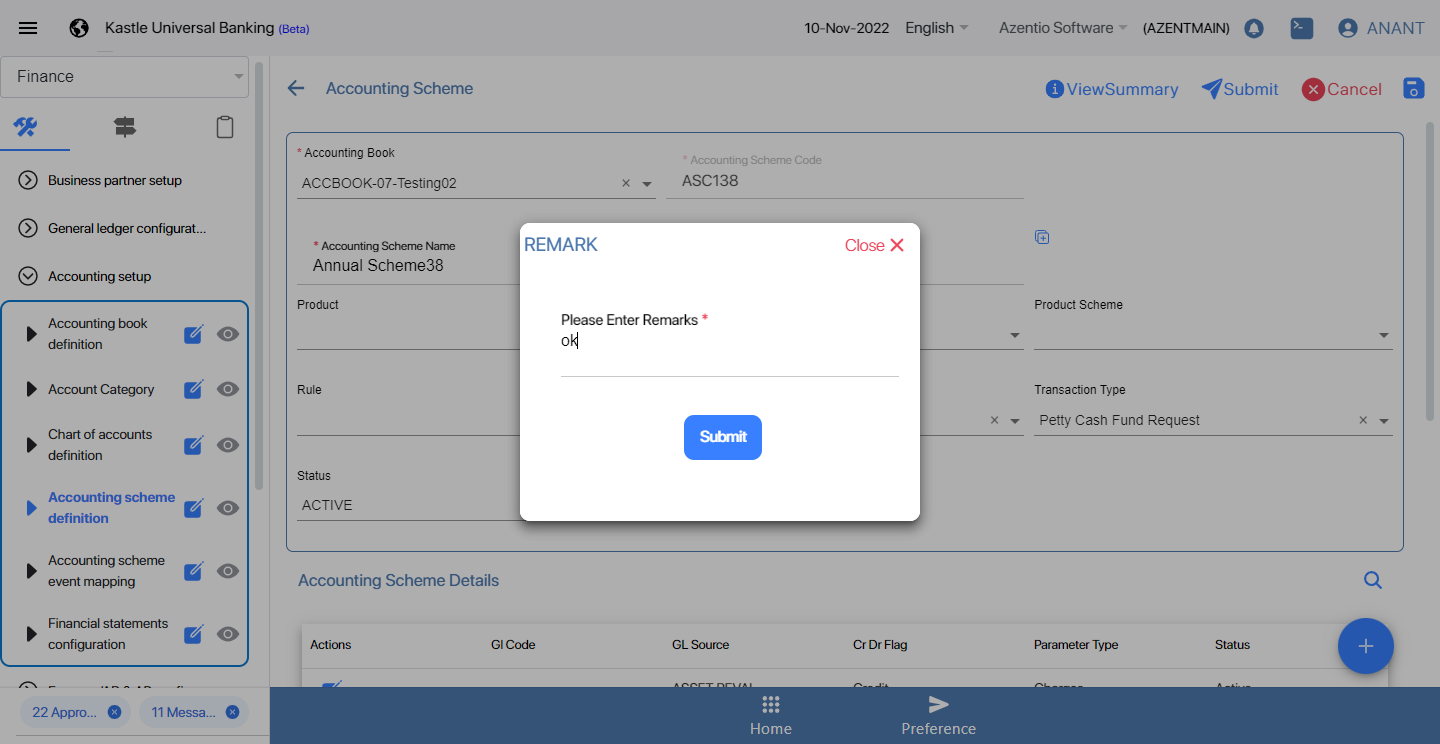 Kastle Universal Banking (Beta)
10-Nov-2022
English
Azentio Software
(AZENTMAIN)
ANANT
Finance
Accounting Scheme
ViewSummary
Submit
Cancel
Business partner setup
General ledger configurat...
Accounting setup
Accounting book
definition
Account Category
Chart of accounts
definition
Accounting scheme
definition
Accounting scheme
event mapping
Financial statements
configuration
* Accounting Book
ACCBOOK-07-Testing02
* Accounting Scheme Code
ASC138
* Accounting Scheme Name
Annual Scheme38
Product
Product Scheme
Rule
Transaction Type
Petty Cash Fund Request
Status
ACTIVE
REMARK
Close
Please Enter Remarks *
ok
Submit
Accounting Scheme Details
Actions
Gl Code
GL Source
Cr Dr Flag
Parameter Type
Status
ASSET REVAL
Credit
Charges
Active
22 Appro...
11 Messa...
Home
Preference